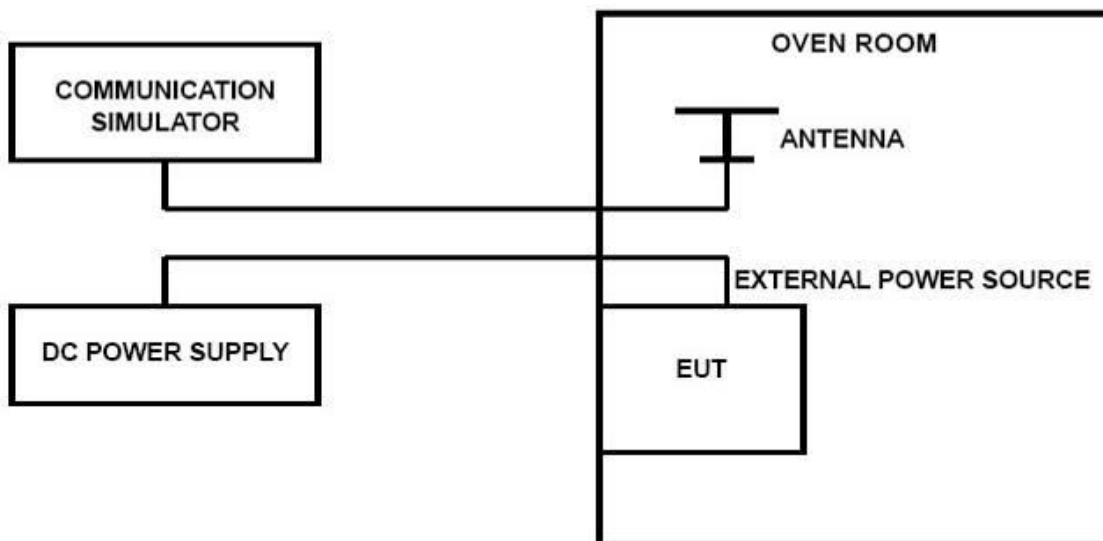 OVEN ROOM
COMMUNICATION
SIMULATOR
ANTENNA
EXTERNAL POWER SOURCE
DC POWER SUPPLY
EUT